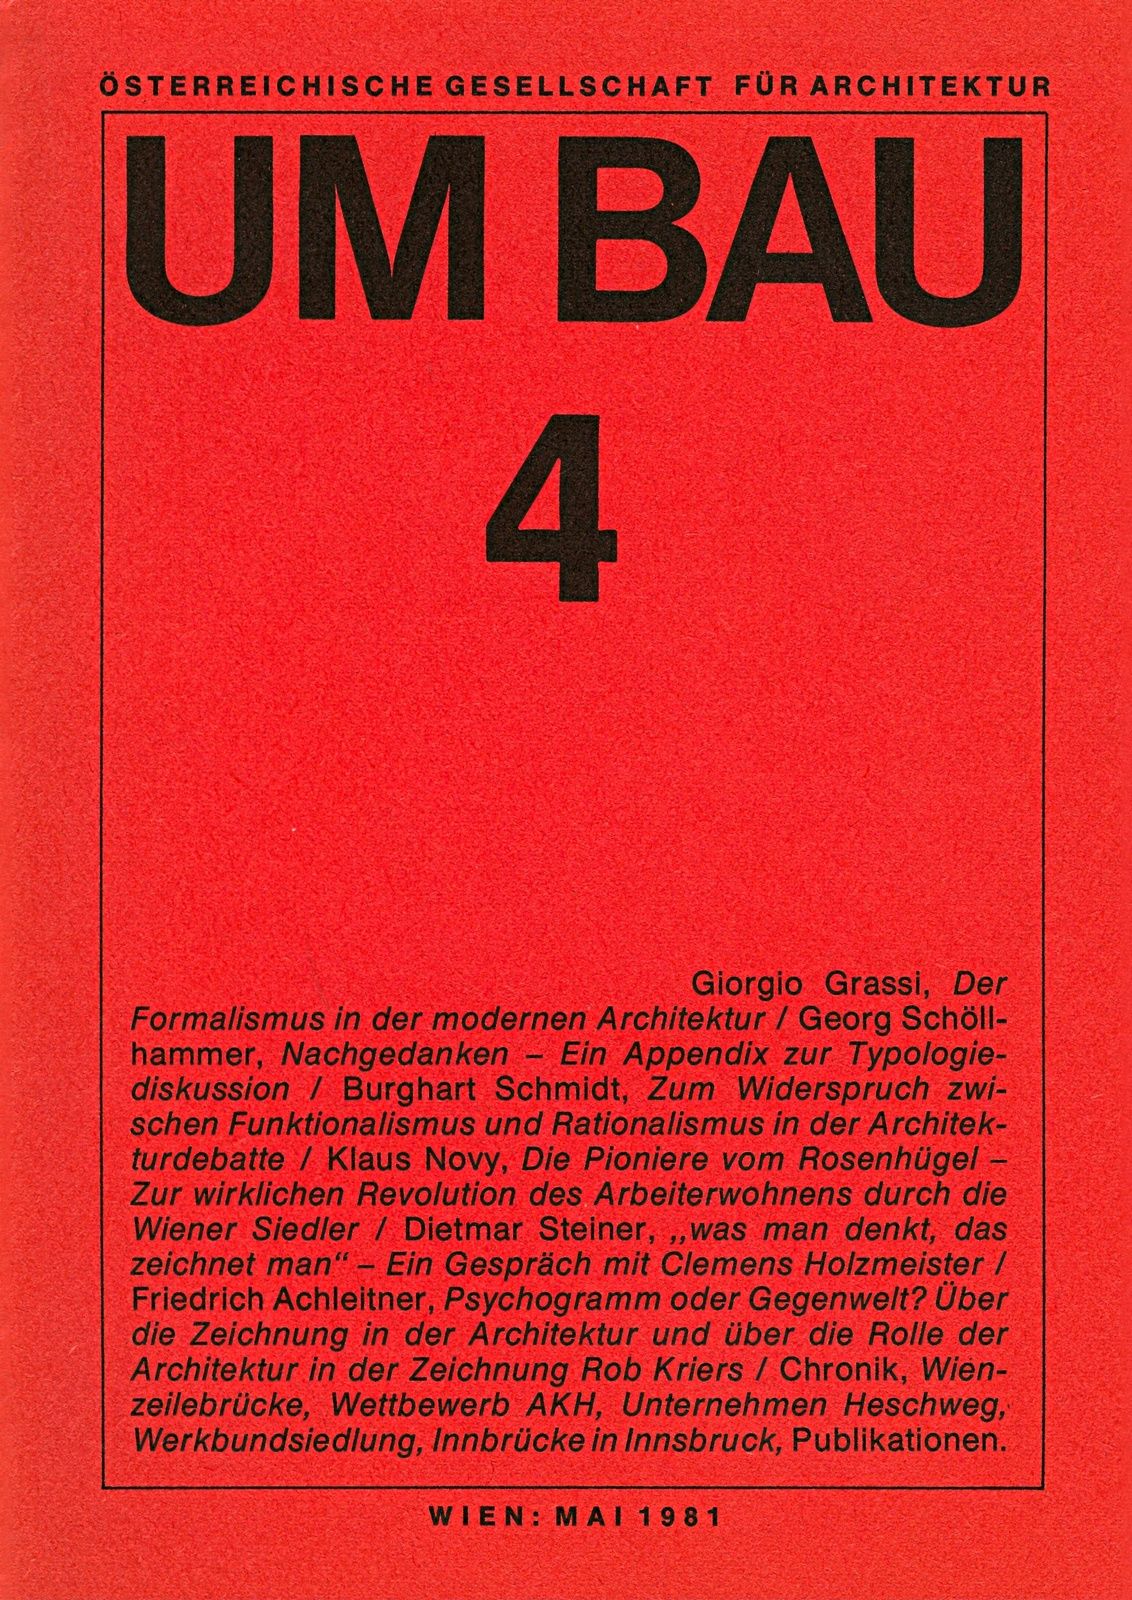 ÖSTERREICHISCHE GESELLSCHAFT FÜR ARCHITEKTUR
UM BAU
4
Giorgio Grassi, Der
Formalismus in der modernen Architektur / Georg Schöll-
hammer, Nachgedanken – Ein Appendix zur Typologie-
diskussion / Burghart Schmidt, Zum Widerspruch zwi-
schen Funktionalismus und Rationalismus in der Architek-
turdebatte / Klaus Novy, Die Pioniere vom Rosenhügel –
Zur wirklichen Revolution des Arbeiterwohnens durch die
Wiener Siedler / Dietmar Steiner, „was man denkt, das
zeichnet man“ – Ein Gespräch mit Clemens Holzmeister /
Friedrich Achleitner, Psychogramm oder Gegenwelt? Über
die Zeichnung in der Architektur und über die Rolle der
Architektur in der Zeichnung Rob Kriers / Chronik, Wien-
zeilebrücke, Wettbewerb AKH, Unternehmen Heschweg,
Werkbundsiedlung, Innbrücke in Innsbruck, Publikationen.
WIEN: MAI 1981